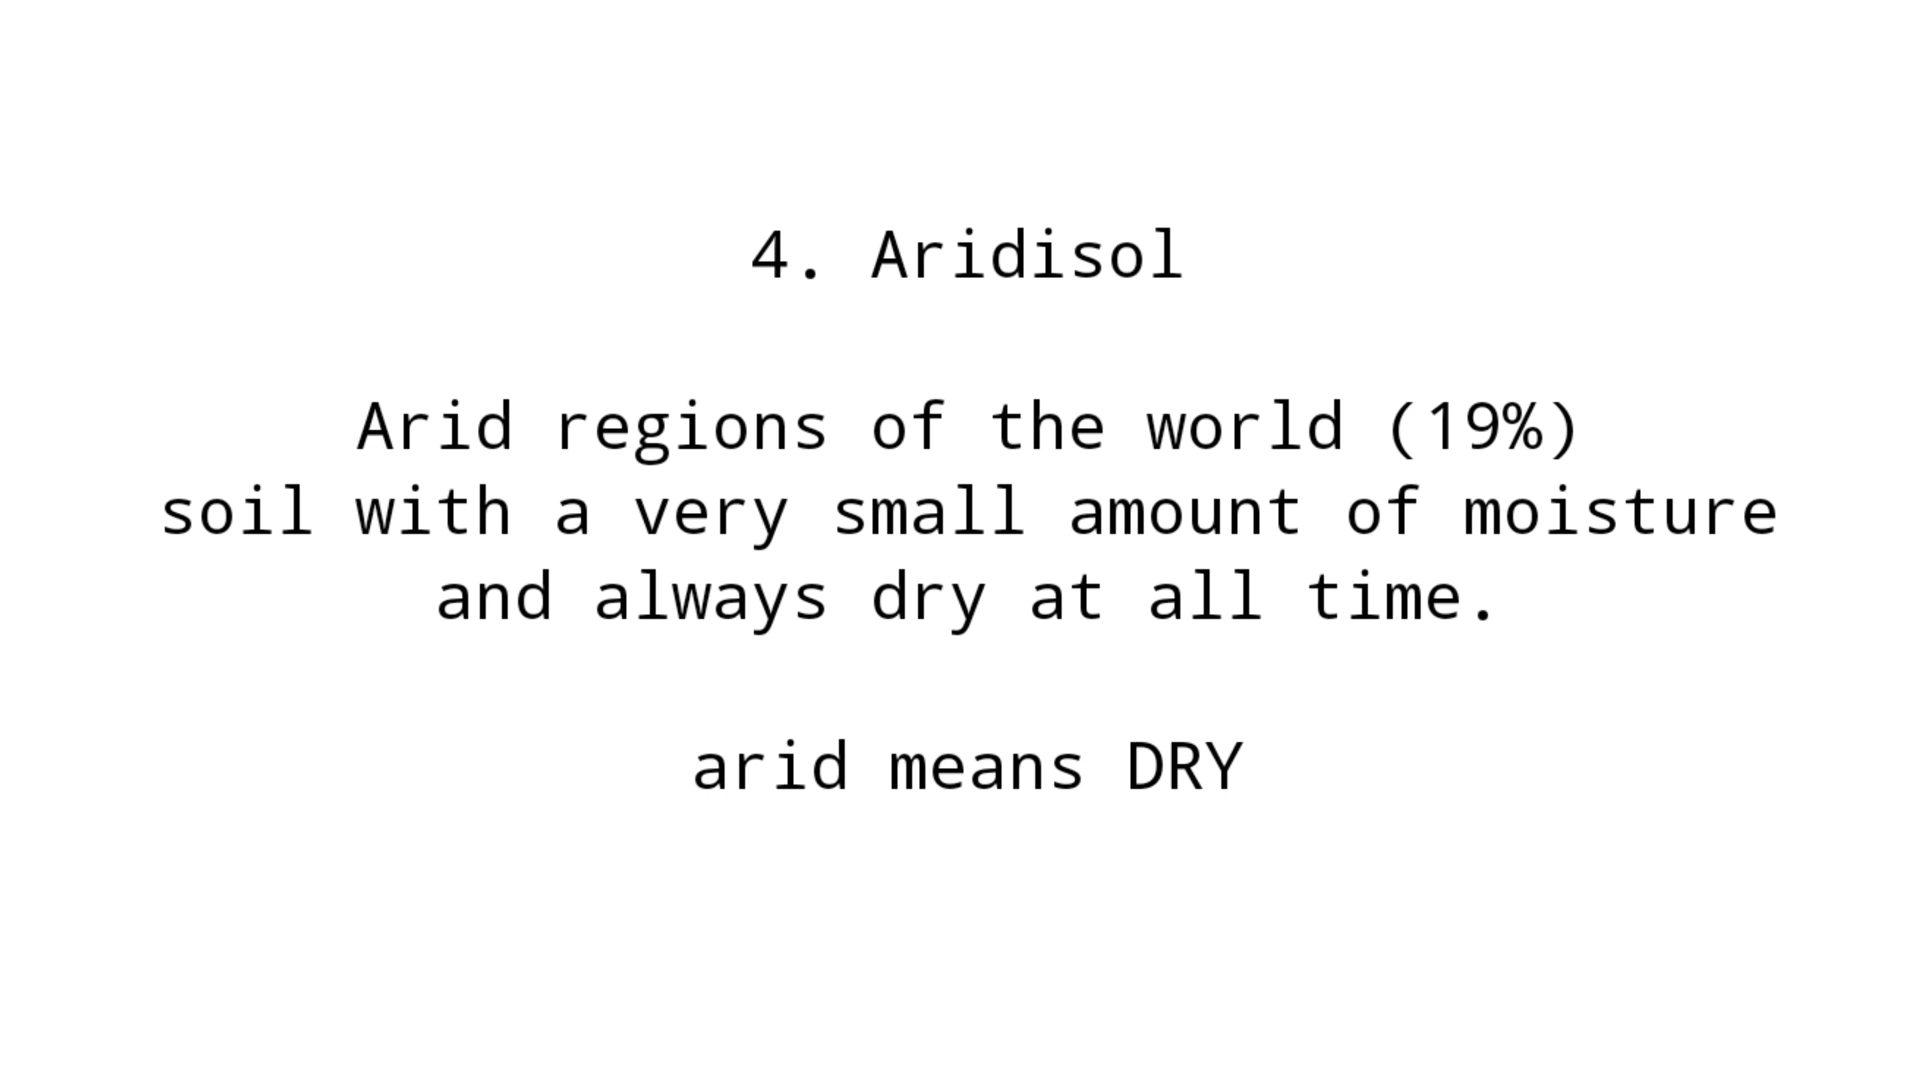 4. Aridisol
Arid regions of the world (19%)
soil with a very small amount of moisture
and always dry at all time.
arid means DRY